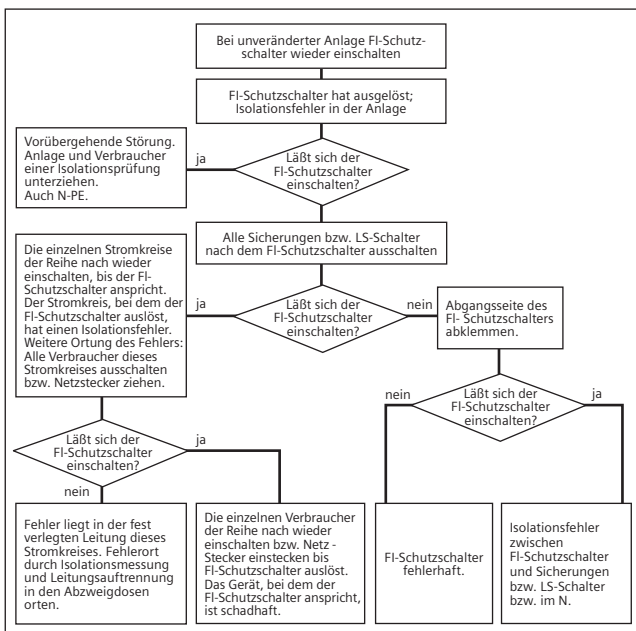 Bei unveränderter Anlage FI-Schutz-
schalter wieder einschalten
FI-Schutzschalter hat ausgelöst;
Isolationsfehler in der Anlage
Vorübergehende Störung.
Anlage und Verbraucher
einer Isolationsprüfung
unterziehen.
Auch N-PE.
ja
Läßt sich der
FI-Schutzschalter
einschalten?
Alle Sicherungen bzw. LS-Schalter
nach dem FI-Schutzschalter ausschalten
Die einzelnen Stromkreise
der Reihe nach wieder
einschalten, bis der FI-
Schutzschalter anspricht.
Der Stromkreis, bei dem der
FI-Schutzschalter auslöst,
hat einen Isolationsfehler.
Weitere Ortung des Fehlers:
Alle Verbraucher dieses
Stromkreises ausschalten
bzw. Netzstecker ziehen.
ja
Läßt sich der
FI-Schutzschalter
einschalten?
nein
Abgangsseite des
FI- Schutzschalters
abklemmen.
nein
Läßt sich der
FI-Schutzschalter
einschalten?
ja
Läßt sich der
FI-Schutzschalter
einschalten?
ja
nein
Fehler liegt in der fest
verlegten Leitung dieses
Stromkreises. Fehlerort
durch Isolationsmessung
und Leitungsauftrennung
in den Abzweigdosen
orten.
Die einzelnen Verbraucher
der Reihe nach wieder
einschalten bzw. Netz -
Stecker einstecken bis
FI-Schutzschalter auslöst.
Das Gerät, bei dem der
FI-Schutzschalter anspricht,
ist schadhaft.
FI-Schutzschalter
fehlerhaft.
Isolationsfehler
zwischen
FI-Schutzschalter
und Sicherungen
bzw. LS-Schalter
bzw. im N.